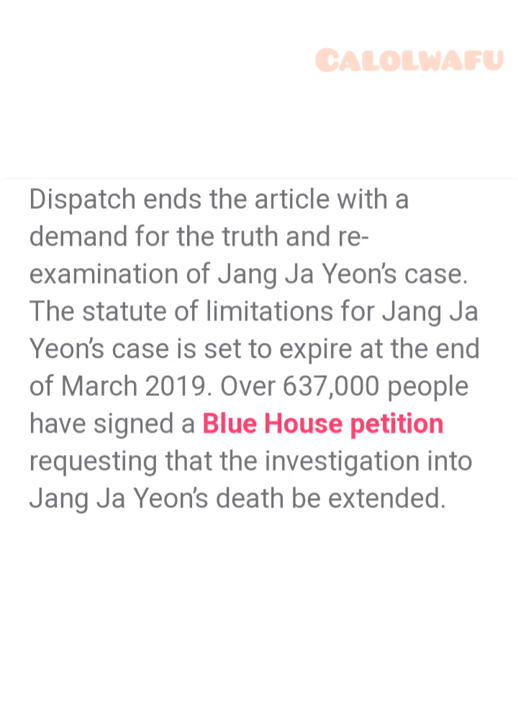 CALOLWAFU
Dispatch ends the article with a
demand for the truth and re-
examination of Jang Ja Yeon's case.
The statute of limitations for Jang Ja
Yeon's case is set to expire at the end
of March 2019. Over 637,000 people
have signed a Blue House petition
requesting that the investigation into
Jang Ja Yeon's death be extended.